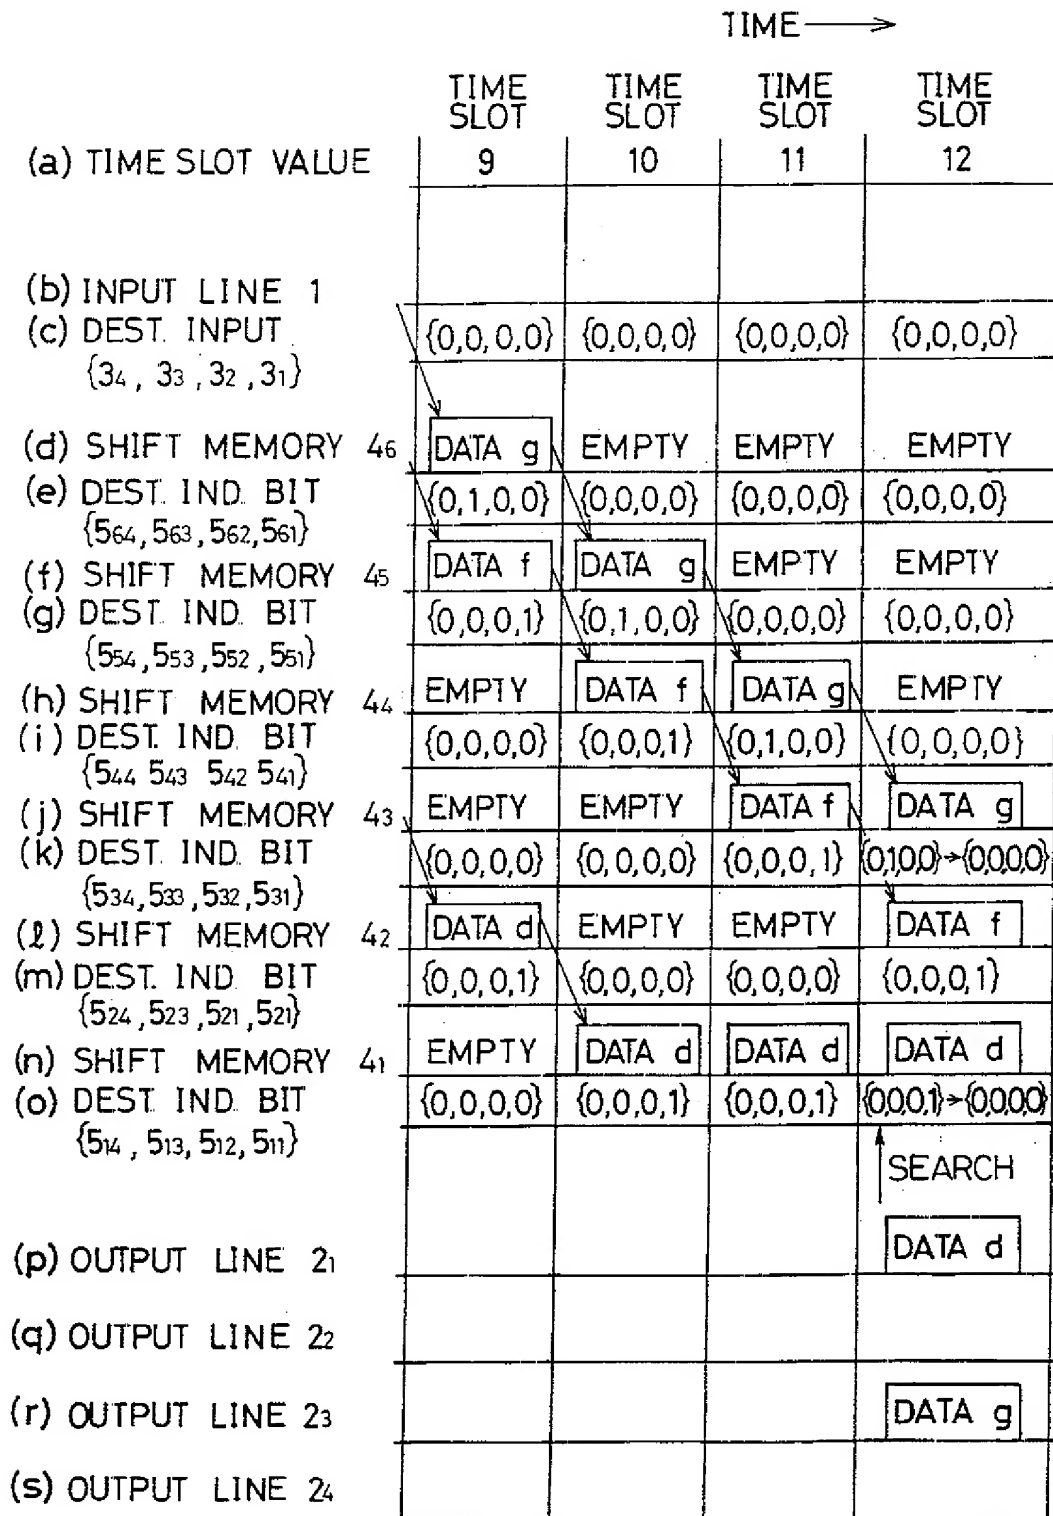 TIME
TIME SLOT TIME SLOT TIME SLOT TIME SLOT
(a) TIME SLOT VALUE 9 10 11 12
(b) INPUT LINE 1
(c) DEST. INPUT {0,0,0,0} {0,0,0,0} {0,0,0,0} {0,0,0,0}
{34, 33, 32, 31}
(d) SHIFT MEMORY 46 DATA g EMPTY EMPTY EMPTY
(e) DEST. IND. BIT {0,1,0,0} {0,0,0,0} {0,0,0,0} {0,0,0,0}
{564, 563, 562, 561}
(f) SHIFT MEMORY 45 DATA f DATA g EMPTY EMPTY
(g) DEST. IND. BIT {0,0,0,1} {0,1,0,0} {0,0,0,0} {0,0,0,0}
{554, 553, 552, 551}
(h) SHIFT MEMORY 44 EMPTY DATA f DATA g EMPTY
(i) DEST. IND. BIT {0,0,0,0} {0,0,0,1} {0,1,0,0} {0,0,0,0}
{544 543 542 541}
(j) SHIFT MEMORY 43 EMPTY EMPTY DATA f DATA g
(k) DEST. IND. BIT {0,0,0,0} {0,0,0,0} {0,0,0,1} {0,1,0,0}→{0,0,0,0}
{534, 533, 532, 531}
(ℓ) SHIFT MEMORY 42 DATA d EMPTY EMPTY DATA f
(m) DEST. IND. BIT {0,0,0,1} {0,0,0,0} {0,0,0,0} {0,0,0,1}
{524, 523, 521, 521}
(n) SHIFT MEMORY 41 EMPTY DATA d DATA d DATA d
(o) DEST. IND. BIT {0,0,0,0} {0,0,0,1} {0,0,0,1} {0,0,0,1}→{0,0,0,0}
{514, 513, 512, 511}
SEARCH
(p) OUTPUT LINE 21 DATA d
(q) OUTPUT LINE 22
(r) OUTPUT LINE 23 DATA g
(s) OUTPUT LINE 24